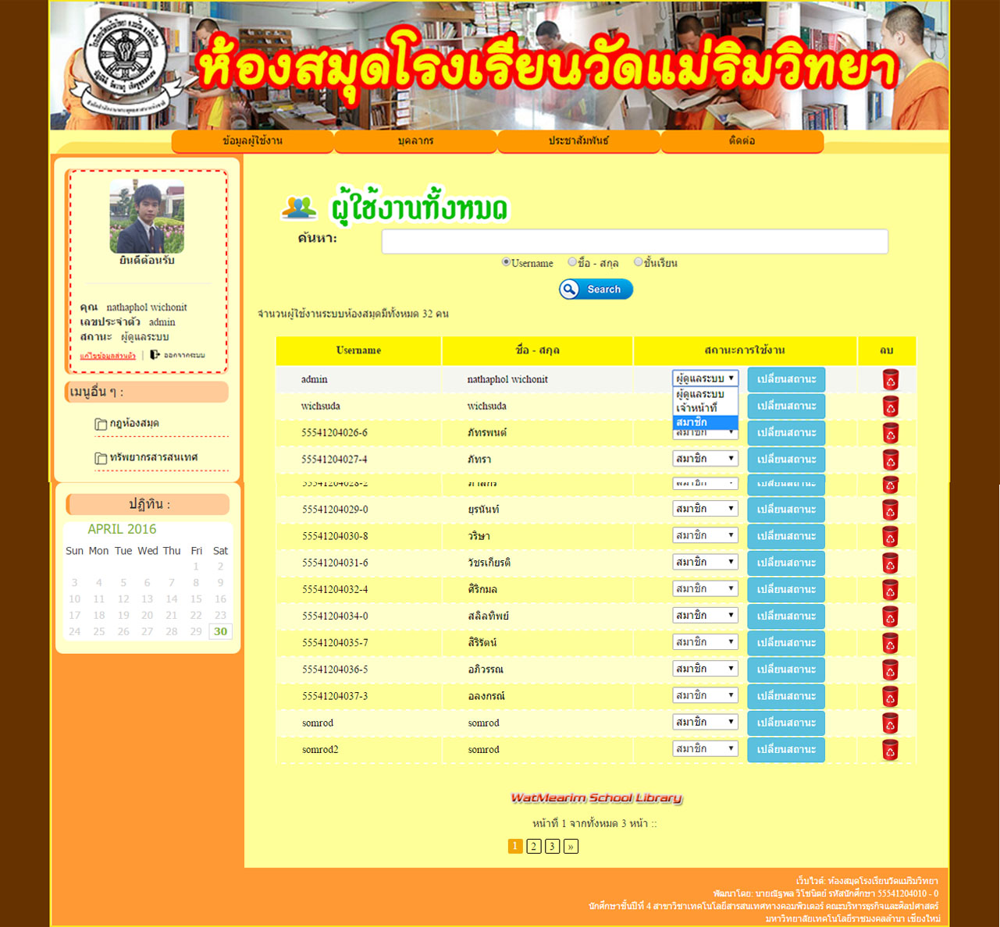 ห้องสมุดโรงเรียนวัดแม่ริมวิทยา
ข้อมูลผู้ใช้งาน บุคลากร ประชาสัมพันธ์ ติดต่อ
ยินดีต้อนรับ
คุณ nathaphol wichonit
เลขประจำตัว admin
สถานะ ผู้ดูแลระบบ
แก้ไขข้อมูลส่วนตัว | ออกจากระบบ
เมนูอื่น ๆ :
กฎห้องสมุด
ทรัพยากรสารสนเทศ
ปฏิทิน :
APRIL 2016
Sun Mon Tue Wed Thu Fri Sat
1 2
3 4 5 6 7 8 9
10 11 12 13 14 15 16
17 18 19 20 21 22 23
24 25 26 27 28 29 30
ผู้ใช้งานทั้งหมด
ค้นหา:
Username ชื่อ - สกุล ชั้นเรียน
Search
จำนวนผู้ใช้งานระบบห้องสมุดมีทั้งหมด 32 คน
Username ชื่อ - สกุล สถานะการใช้งาน ลบ
admin nathaphol wichonit ผู้ดูแลระบบ เปลี่ยนสถานะ
ผู้ดูแลระบบ
wichsuda wichsuda เจ้าหน้าที่ เปลี่ยนสถานะ
สมาชิก
55541204026-6 ภัทรพนต์ สมาชิก เปลี่ยนสถานะ
55541204027-4 ภัทรา สมาชิก เปลี่ยนสถานะ
55541204028-2 สมาชิก เปลี่ยนสถานะ
55541204029-0 ยุรนันท์ สมาชิก เปลี่ยนสถานะ
55541204030-8 วริษา สมาชิก เปลี่ยนสถานะ
55541204031-6 วัชรเกียรติ สมาชิก เปลี่ยนสถานะ
55541204032-4 ศิริกมล สมาชิก เปลี่ยนสถานะ
55541204034-0 สลิลทิพย์ สมาชิก เปลี่ยนสถานะ
55541204035-7 สิริรัตน์ สมาชิก เปลี่ยนสถานะ
55541204036-5 อภิวรรณ สมาชิก เปลี่ยนสถานะ
55541204037-3 อลงกรณ์ สมาชิก เปลี่ยนสถานะ
somrod somrod สมาชิก เปลี่ยนสถานะ
somrod2 somrod สมาชิก เปลี่ยนสถานะ
WatMearim School Library
หน้าที่ 1 จากทั้งหมด 3 หน้า ::
1 2 3 »
เว็บไซต์: ห้องสมุดโรงเรียนวัดแม่ริมวิทยา
พัฒนาโดย: นายณัฐพล วิโชนิตย์ รหัสนักศึกษา 55541204010 - 0
นักศึกษาชั้นปีที่ 4 สาขาวิชาเทคโนโลยีสารสนเทศทางคอมพิวเตอร์ คณะบริหารธุรกิจและศิลปศาสตร์
มหาวิทยาลัยเทคโนโลยีราชมงคลล้านนา เชียงใหม่